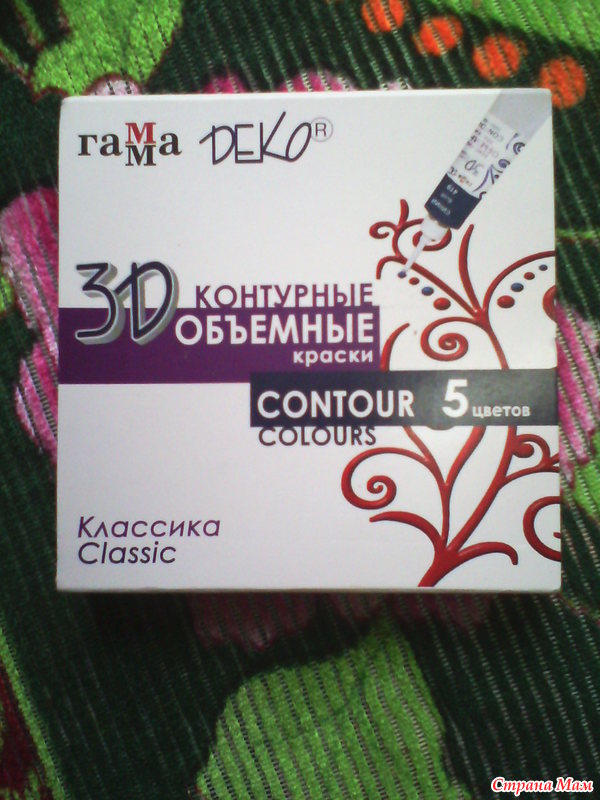 гаММа DEKO®
3D КОНТУРНЫЕ
ОБЪЕМНЫЕ
краски
CONTOUR 5 цветов
COLOURS
Классика
Classic
Страна Мам